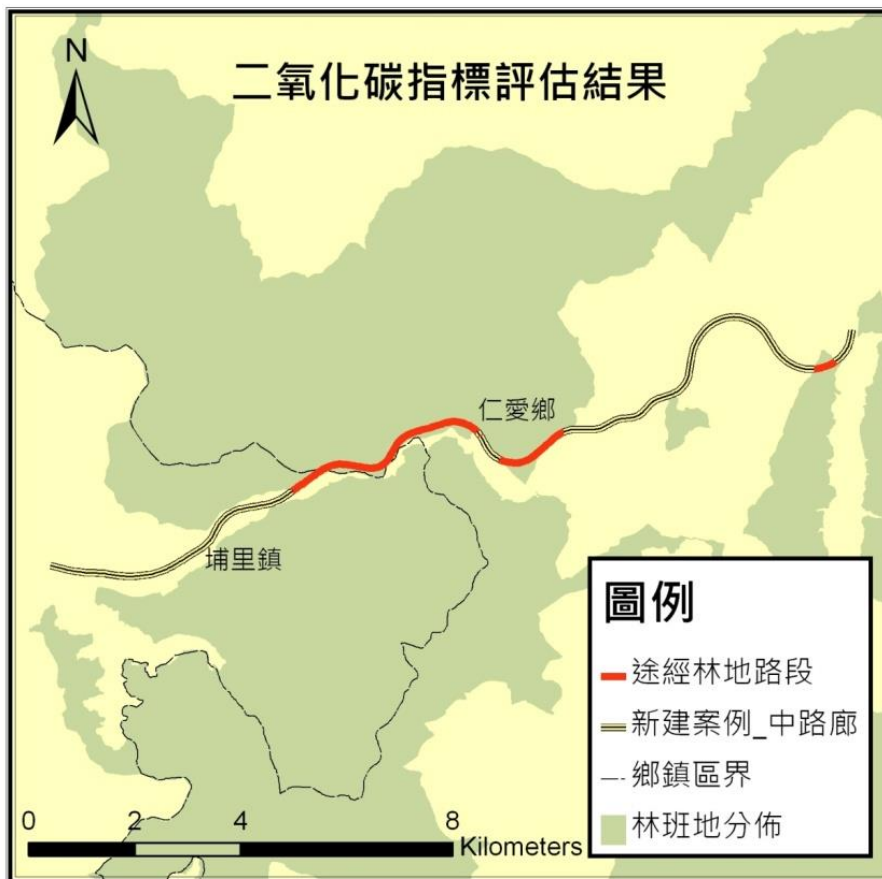 N
二氧化碳指標評估結果
仁愛鄉
埔里鎮
圖例
途經林地路段
新建案例_中路廊
鄉鎮區界
林班地分佈
0 2 4 8
Kilometers